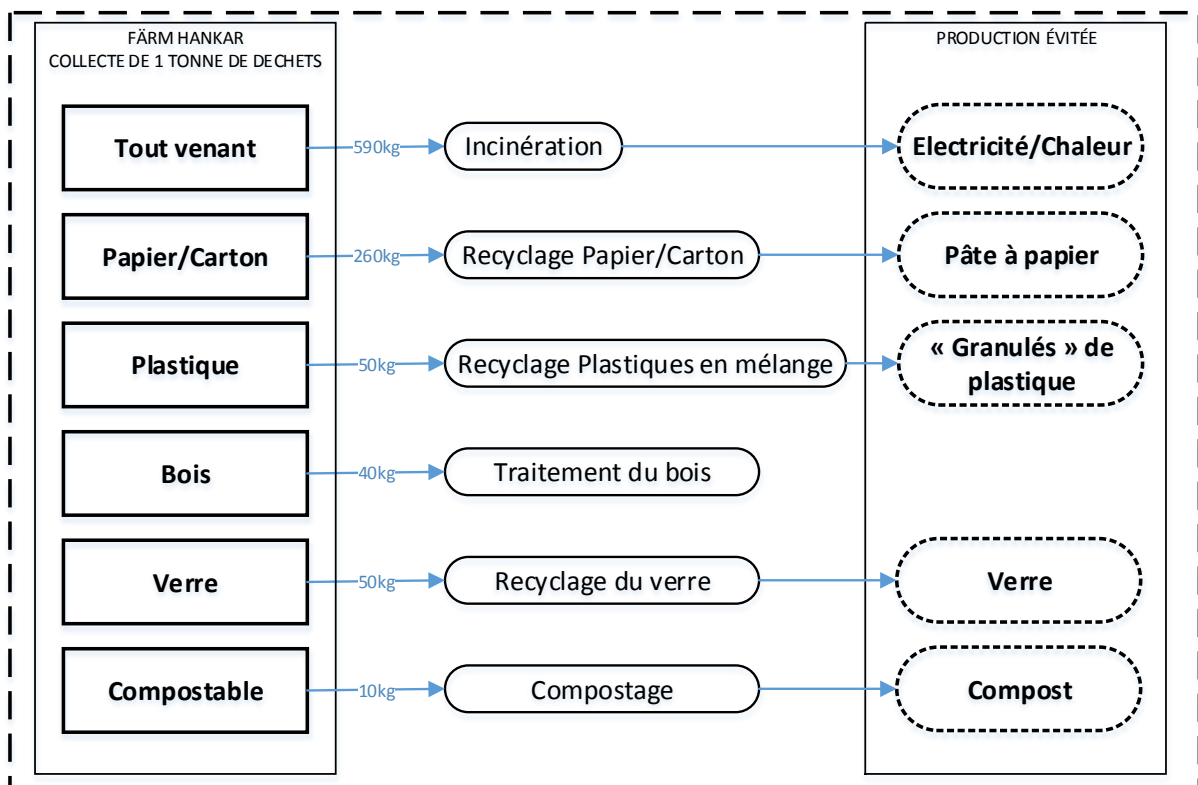 FÄRM HANKAR
COLLECTE DE 1 TONNE DE DECHETS
PRODUCTION ÉVITÉE
Tout venant
590kg
Incinération
Electricité/Chaleur
Papier/Carton
260kg
Recyclage Papier/Carton
Pâte à papier
Plastique
50kg
Recyclage Plastiques en mélange
« Granulés » de
plastique
Bois
40kg
Traitement du bois
Verre
50kg
Recyclage du verre
Verre
Compostable
10kg
Compostage
Compost